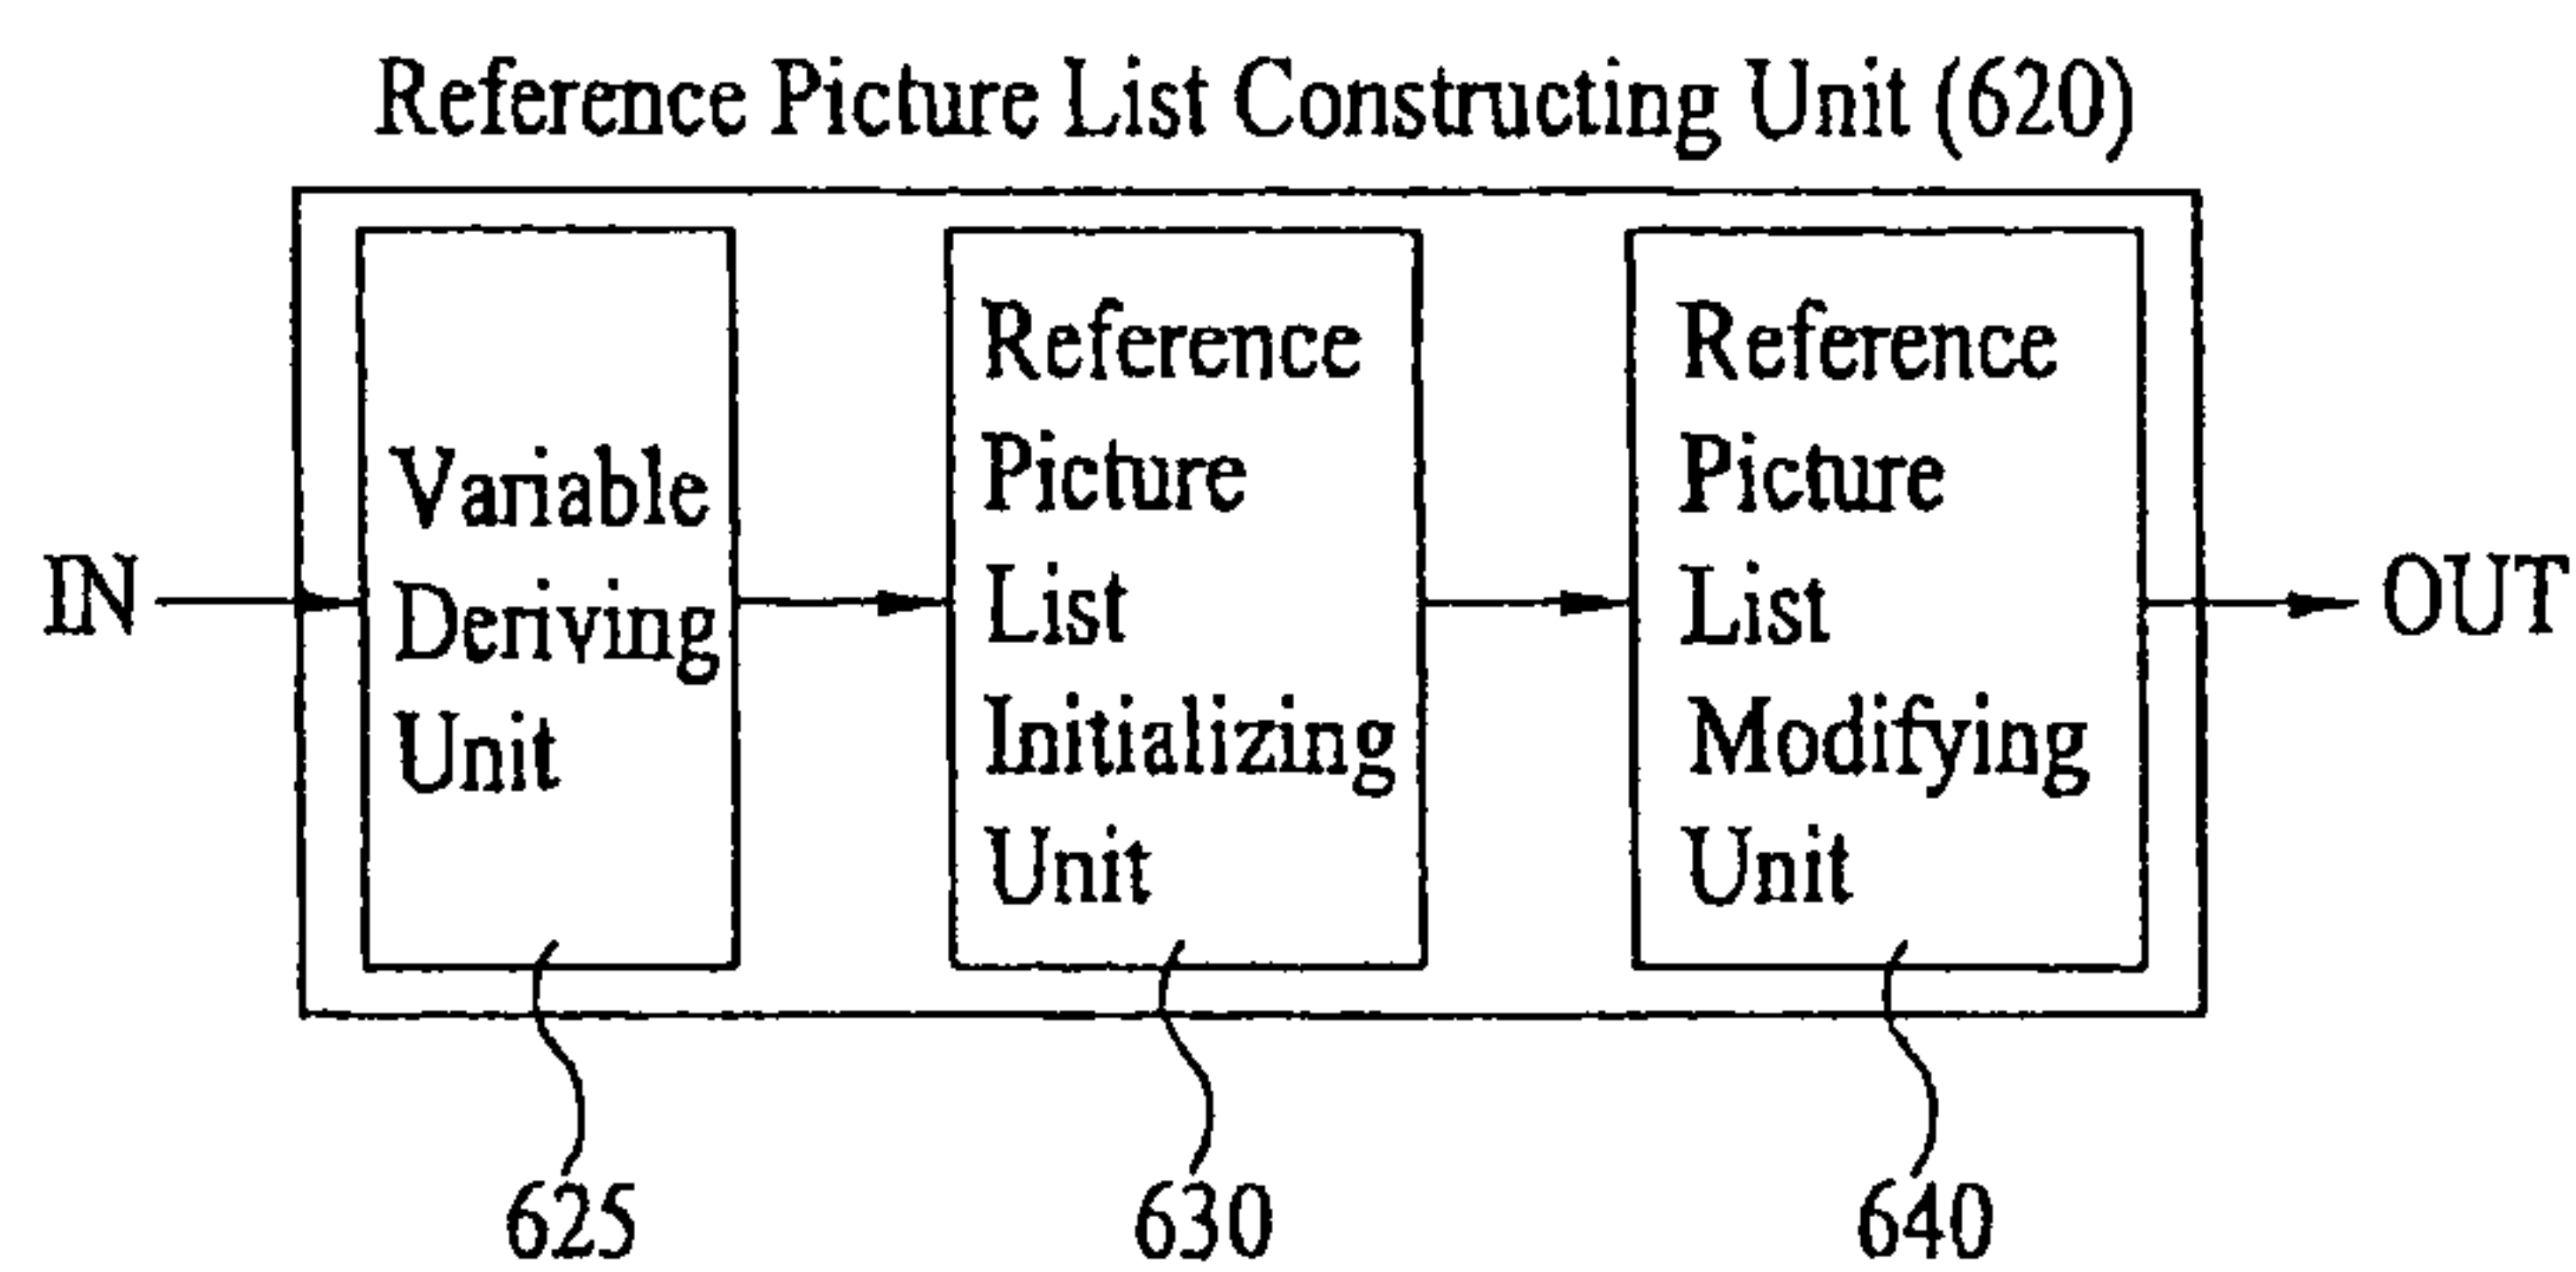 Reference Picture List Constructing Unit (620)
IN
Variable
Deriving
Unit
Reference
Picture
List
Initializing
Unit
Reference
Picture
List
Modifying
Unit
OUT
625
630
640